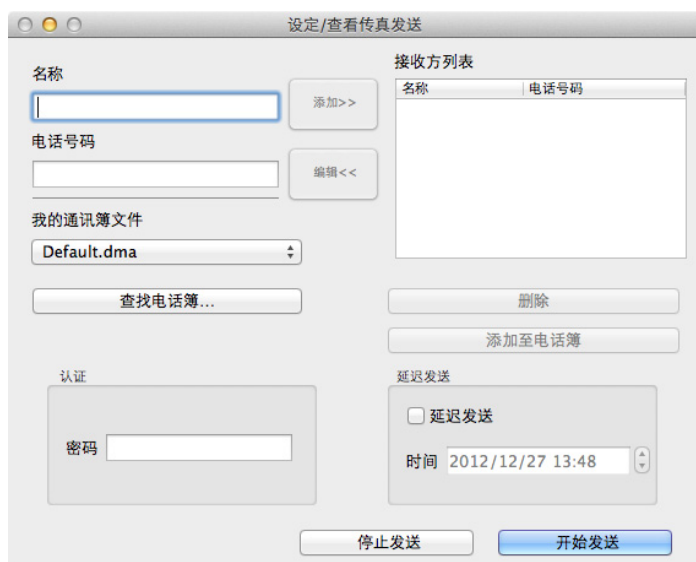 设定/查看传真发送
名称
添加>>
电话号码
编辑<<
我的通讯簿文件
Default.dma
查找电话簿...
接收方列表
名称 电话号码
删除
添加至电话簿
认证
密码
延迟发送
延迟发送
时间 2012/12/27 13:48
停止发送 开始发送